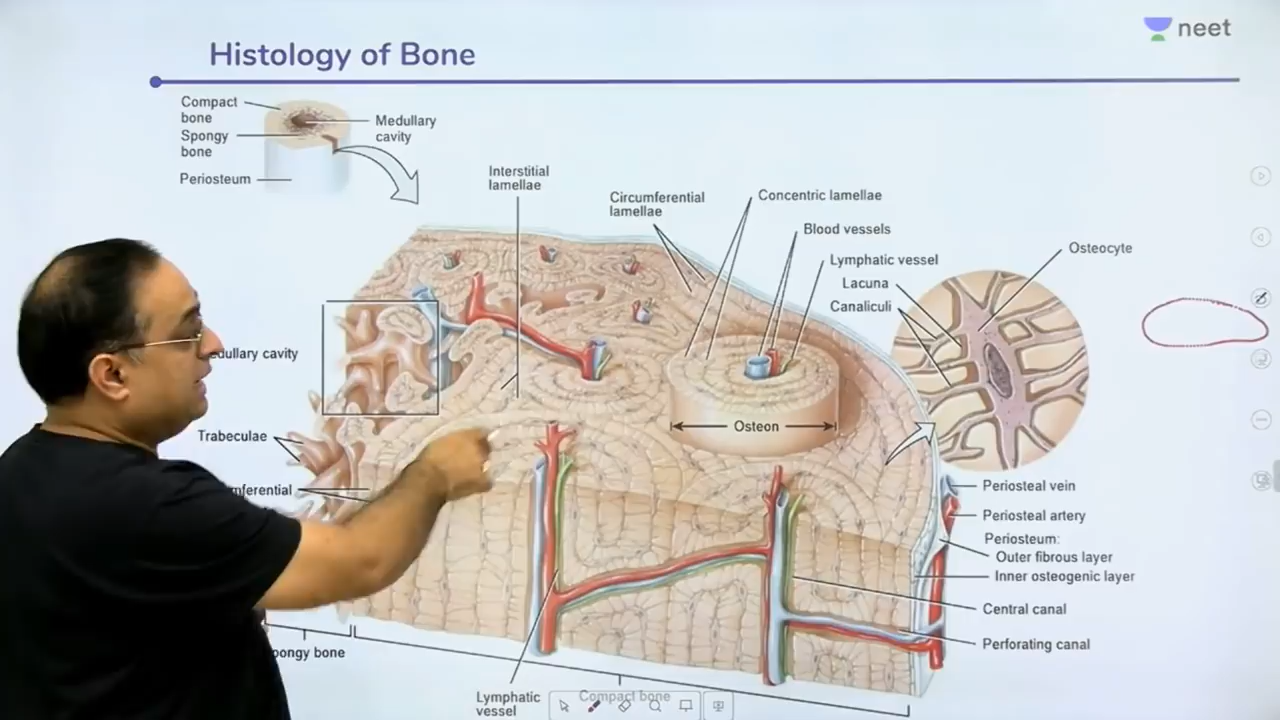 neet
Histology of Bone
Compact
bone
Spongy
bone
Periosteum
Medullary
cavity
Interstitial
lamellae
Circumferential
lamellae
Concentric lamellae
Blood vessels
Lymphatic vessel
Lacuna
Canaliculi
Osteocyte
edullary cavity
Trabeculae
mferential
Osteon
Periosteal vein
Periosteal artery
Periosteum:
Outer fibrous layer
Inner osteogenic layer
Central canal
Perforating canal
pongy bone
Compact bone
Lymphatic
vessel